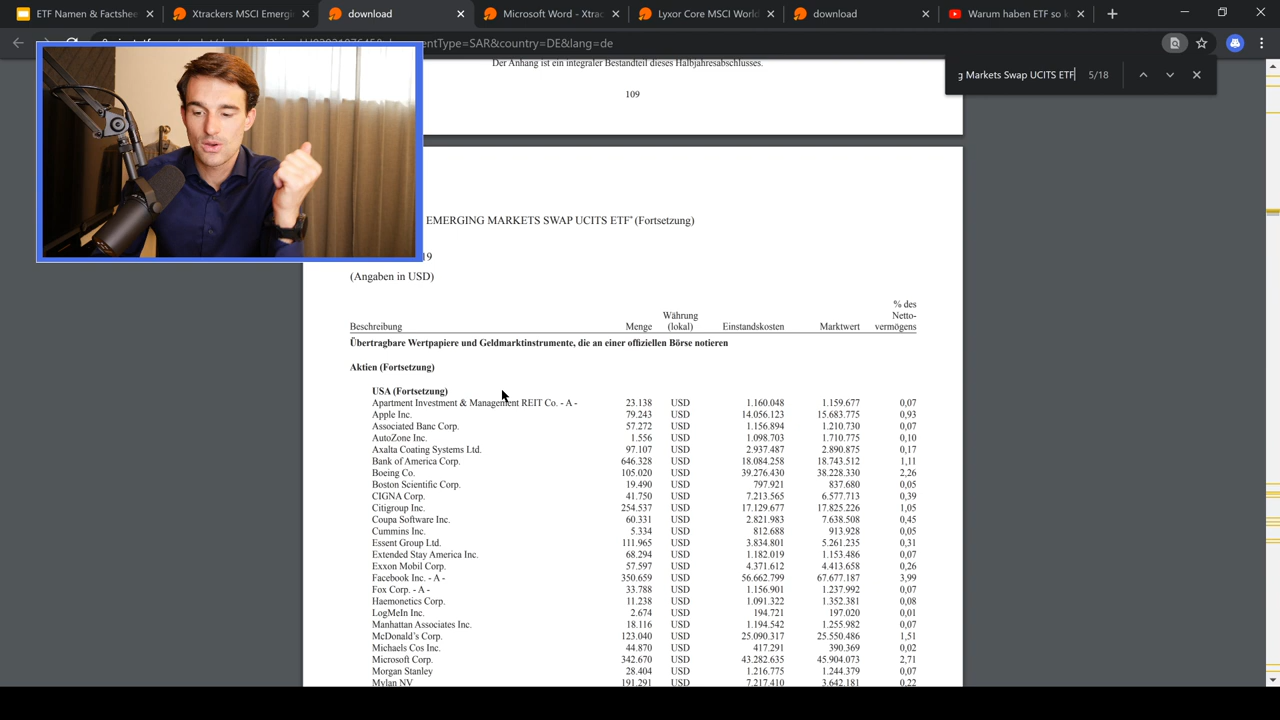 ETF Namen & Factshee
Xtrackers MSCI Emergi
download
Microsoft Word - Xtrac
Lyxor Core MSCI World
download
Warum haben ETF so k
entType=SAR&country=DE&lang=de
g Markets Swap UCITS ETF
5/18
Der Anhang ist ein integraler Bestandteil dieses Halbjahresabschlusses.
109
EMERGING MARKETS SWAP UCITS ETF* (Fortsetzung)
19
(Angaben in USD)
Beschreibung Menge Währung (lokal) Einstandskosten Marktwert % des Netto-vermögens
Übertragbare Wertpapiere und Geldmarktinstrumente, die an einer offiziellen Börse notieren
Aktien (Fortsetzung)
USA (Fortsetzung)
Apartment Investment & Management REIT Co. - A - 23.138 USD 1.160.048 1.159.677 0,07
Apple Inc. 79.243 USD 14.056.123 15.683.775 0,93
Associated Banc Corp. 57.272 USD 1.156.894 1.210.730 0,07
AutoZone Inc. 1.556 USD 1.098.703 1.710.775 0,10
Axalta Coating Systems Ltd. 97.107 USD 2.937.487 2.890.875 0,17
Bank of America Corp. 646.328 USD 18.084.258 18.743.512 1,11
Boeing Co. 105.020 USD 39.276.430 38.228.330 2,26
Boston Scientific Corp. 19.490 USD 797.921 837.680 0,05
CIGNA Corp. 41.750 USD 7.213.565 6.577.713 0,39
Citigroup Inc. 254.537 USD 17.129.677 17.825.226 1,05
Coupa Software Inc. 60.331 USD 2.821.983 7.638.508 0,45
Cummins Inc. 5.334 USD 812.688 913.928 0,05
Essent Group Ltd. 111.965 USD 3.834.801 5.261.235 0,31
Extended Stay America Inc. 68.294 USD 1.182.019 1.153.486 0,07
Exxon Mobil Corp. 57.597 USD 4.371.612 4.413.658 0,26
Facebook Inc. - A - 350.659 USD 56.662.799 67.677.187 3,99
Fox Corp. - A - 33.788 USD 1.156.901 1.237.992 0,07
Haemonetics Corp. 11.238 USD 1.091.322 1.352.381 0,08
LogMeIn Inc. 2.674 USD 194.721 197.020 0,01
Manhattan Associates Inc. 18.116 USD 1.194.542 1.255.982 0,07
McDonald's Corp. 123.040 USD 25.090.317 25.550.486 1,51
Michaels Cos Inc. 44.870 USD 417.291 390.369 0,02
Microsoft Corp. 342.670 USD 43.282.635 45.904.073 2,71
Morgan Stanley 28.404 USD 1.216.775 1.244.379 0,07
Mylan NV 191.291 USD 7.217.410 3.642.181 0,22